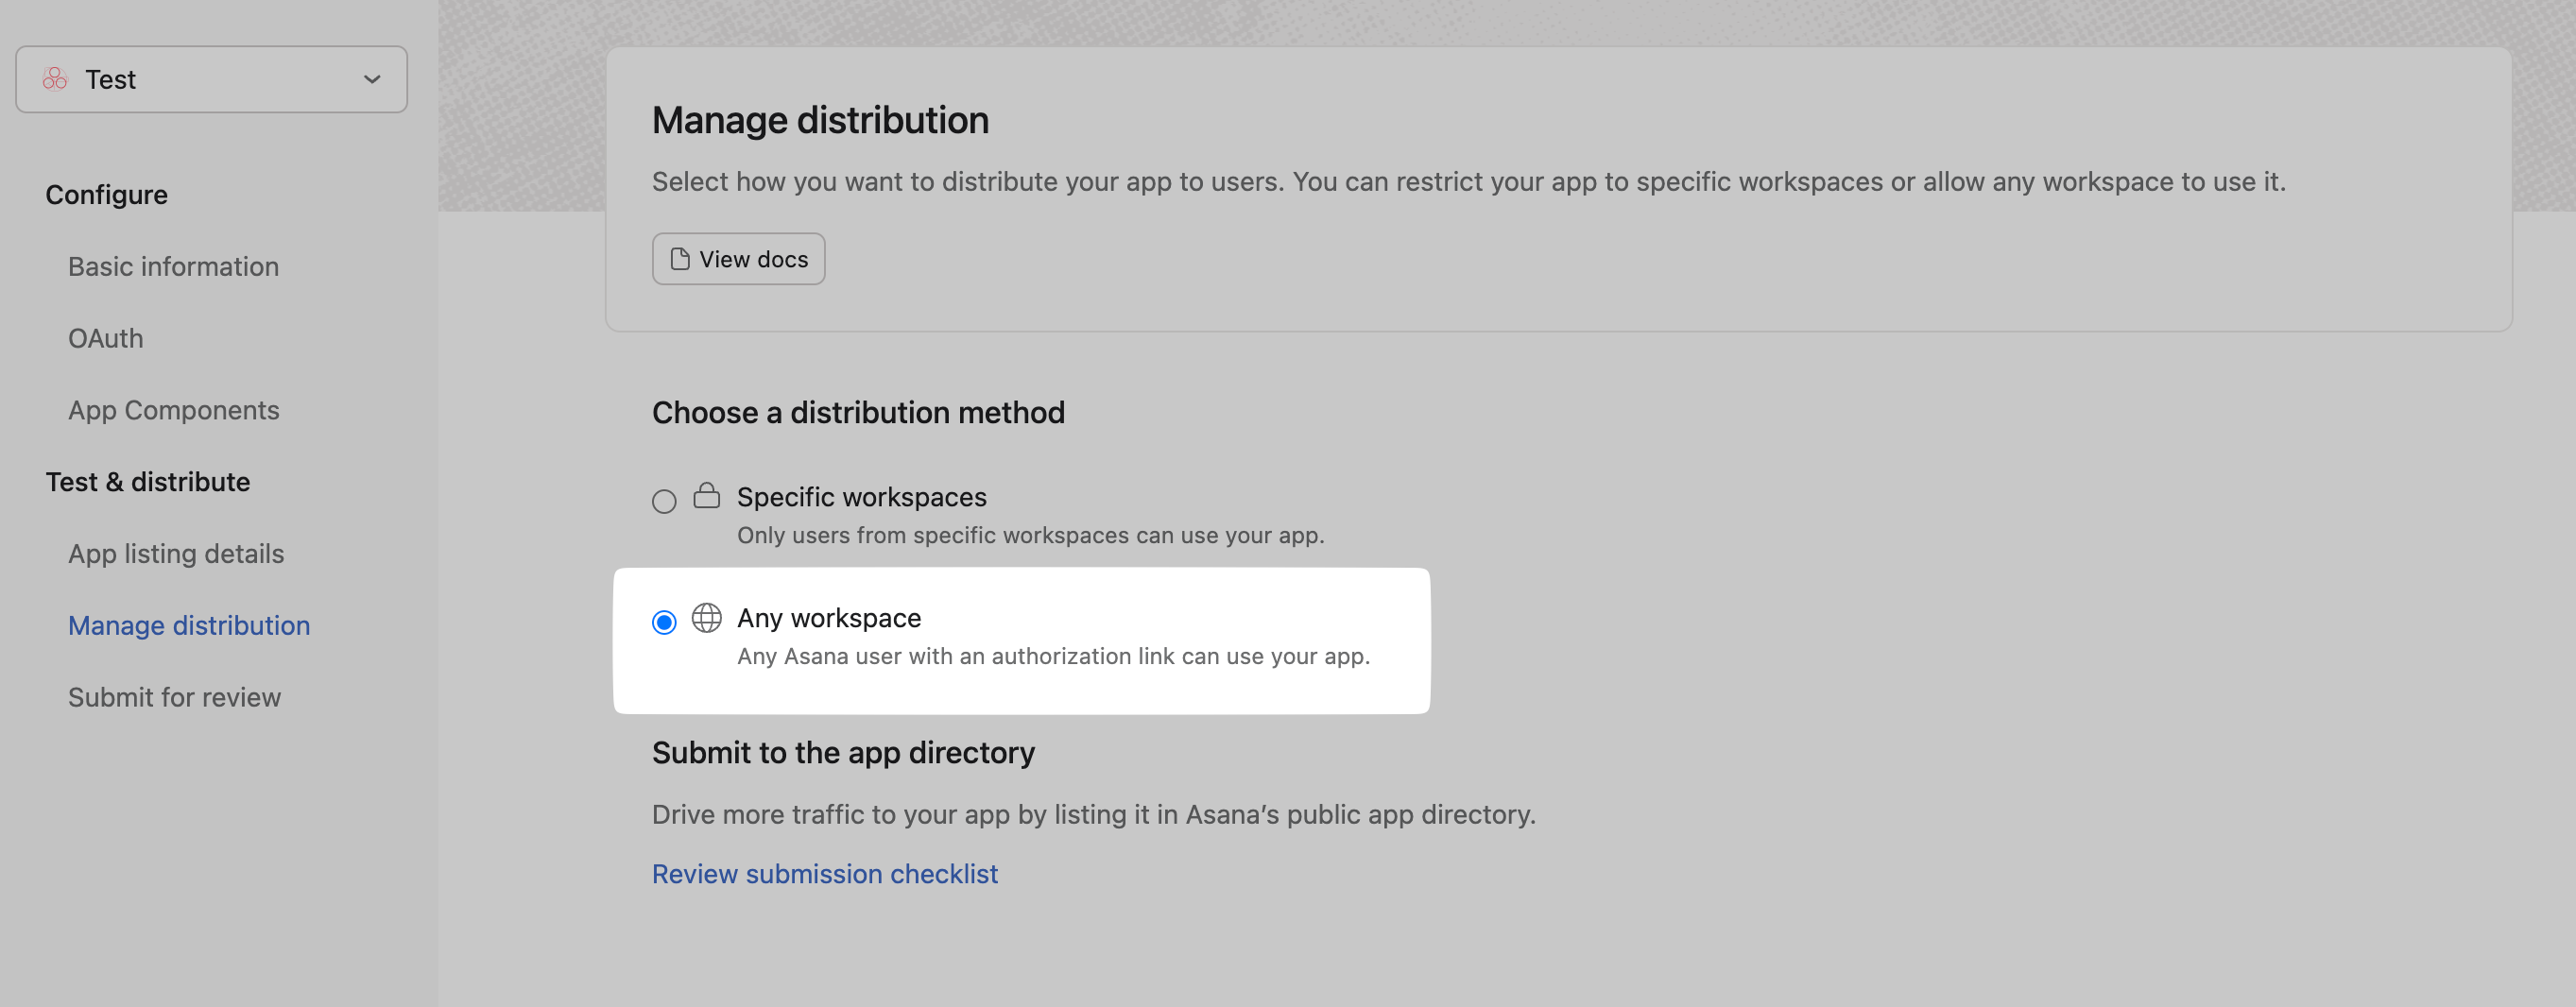 Test
Configure
Basic information
OAuth
App Components
Test & distribute
App listing details
Manage distribution
Submit for review
Manage distribution
Select how you want to distribute your app to users. You can restrict your app to specific workspaces or allow any workspace to use it.
View docs
Choose a distribution method
Specific workspaces
Only users from specific workspaces can use your app.
Any workspace
Any Asana user with an authorization link can use your app.
Submit to the app directory
Drive more traffic to your app by listing it in Asana’s public app directory.
Review submission checklist